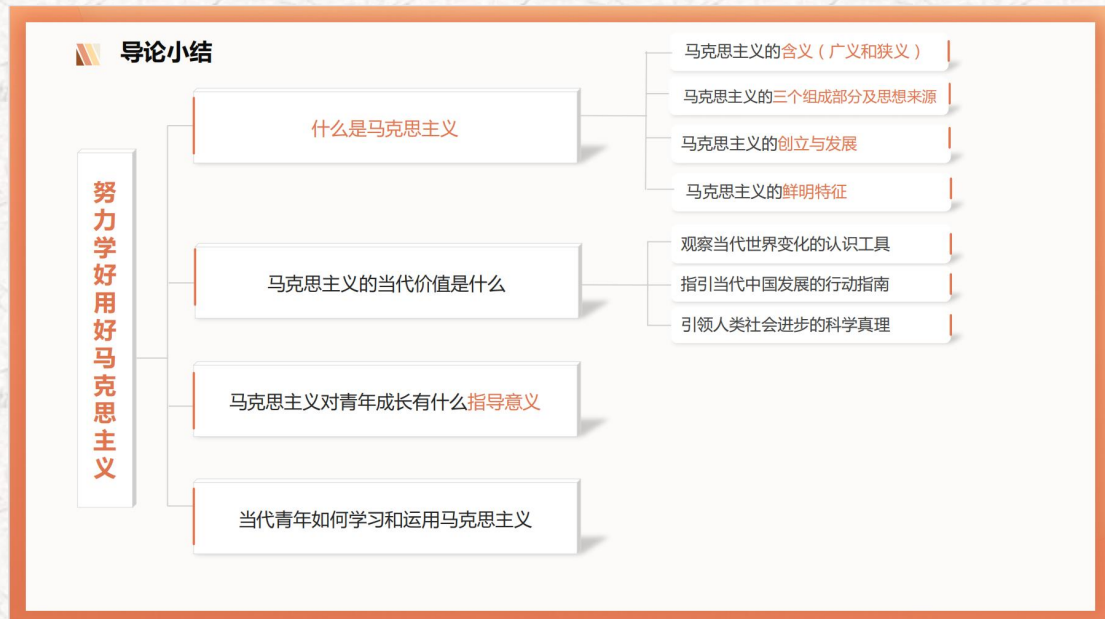 导论小结
努力学好用好马克思主义
什么是马克思主义
马克思主义的含义（广义和狭义）
马克思主义的三个组成部分及思想来源
马克思主义的创立与发展
马克思主义的鲜明特征
马克思主义的当代价值是什么
观察当代世界变化的认识工具
指引当代中国发展的行动指南
引领人类社会进步的科学真理
马克思主义对青年成长有什么指导意义
当代青年如何学习和运用马克思主义